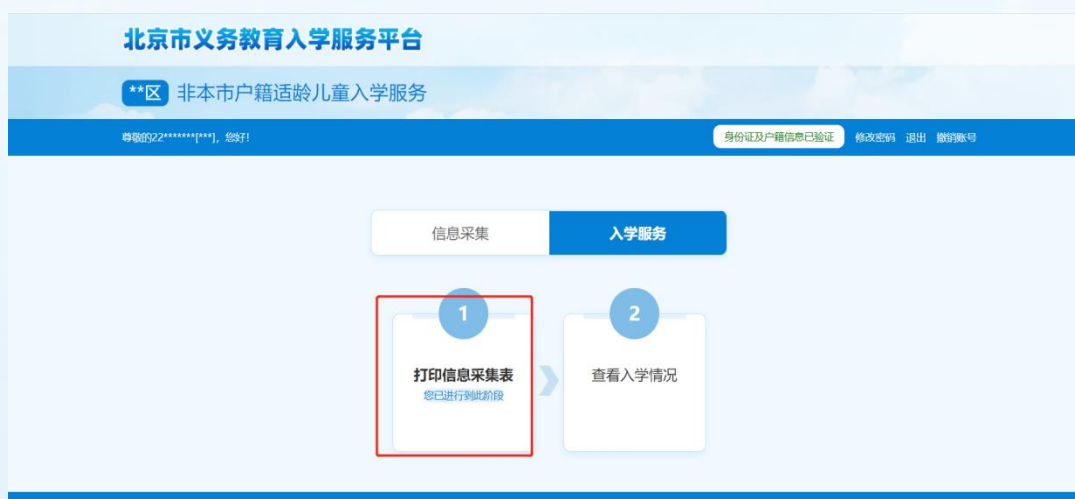 北京市义务教育入学服务平台
**区 非本市户籍适龄儿童入学服务
尊敬的22*******[***]，您好! 身份证及户籍信息已验证 修改密码 退出 撤销账号
信息采集 入学服务
1 2
打印信息采集表 查看入学情况
您已进行到此阶段